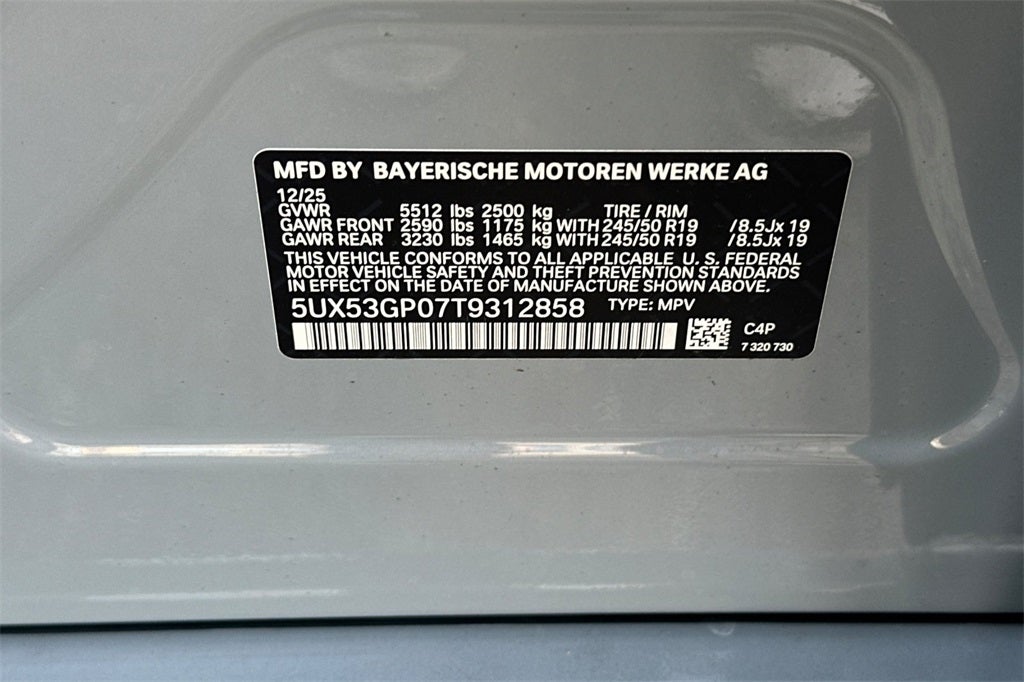 MFD BY BAYERISCHE MOTOREN WERKE AG
12/25
GVWR 5512 lbs 2500 kg TIRE / RIM
GAWR FRONT 2590 lbs 1175 kg WITH 245/50 R19 /8.5Jx 19
GAWR REAR 3230 lbs 1465 kg WITH 245/50 R19 /8.5Jx 19
THIS VEHICLE CONFORMS TO ALL APPLICABLE U. S. FEDERAL
MOTOR VEHICLE SAFETY AND THEFT PREVENTION STANDARDS
IN EFFECT ON THE DATE OF MANUFACTURE SHOWN ABOVE.
5UX53GP07T9312858 TYPE: MPV
C4P
7 320 730